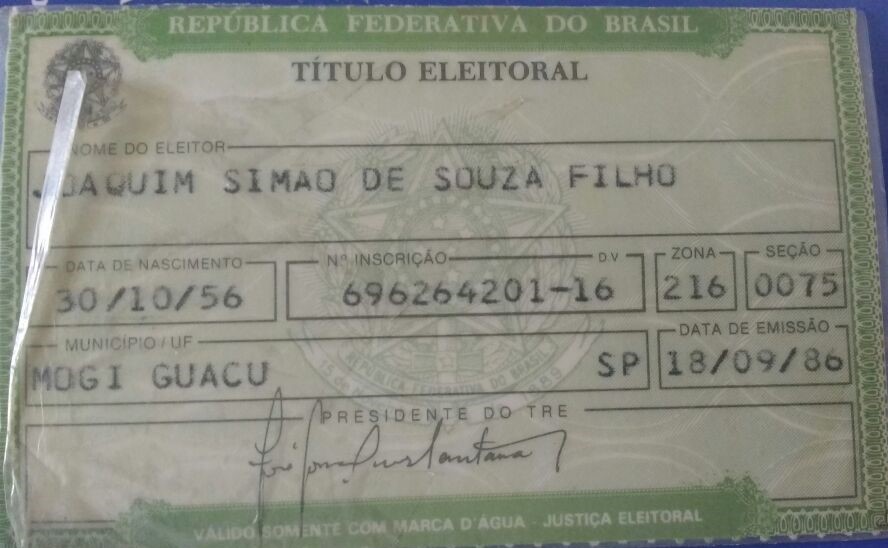 REPÚBLICA FEDERATIVA DO BRASIL
TÍTULO ELEITORAL
NOME DO ELEITOR
JOAQUIM SIMAO DE SOUZA FILHO
DATA DE NASCIMENTO Nº INSCRIÇÃO D.V ZONA SEÇÃO
30/10/56 696264201-16 216 0075
MUNICÍPIO / UF DATA DE EMISSÃO
MOGI GUACU SP 18/09/86
PRESIDENTE DO TRE
VÁLIDO SOMENTE COM MARCA D'ÁGUA - JUSTIÇA ELEITORAL